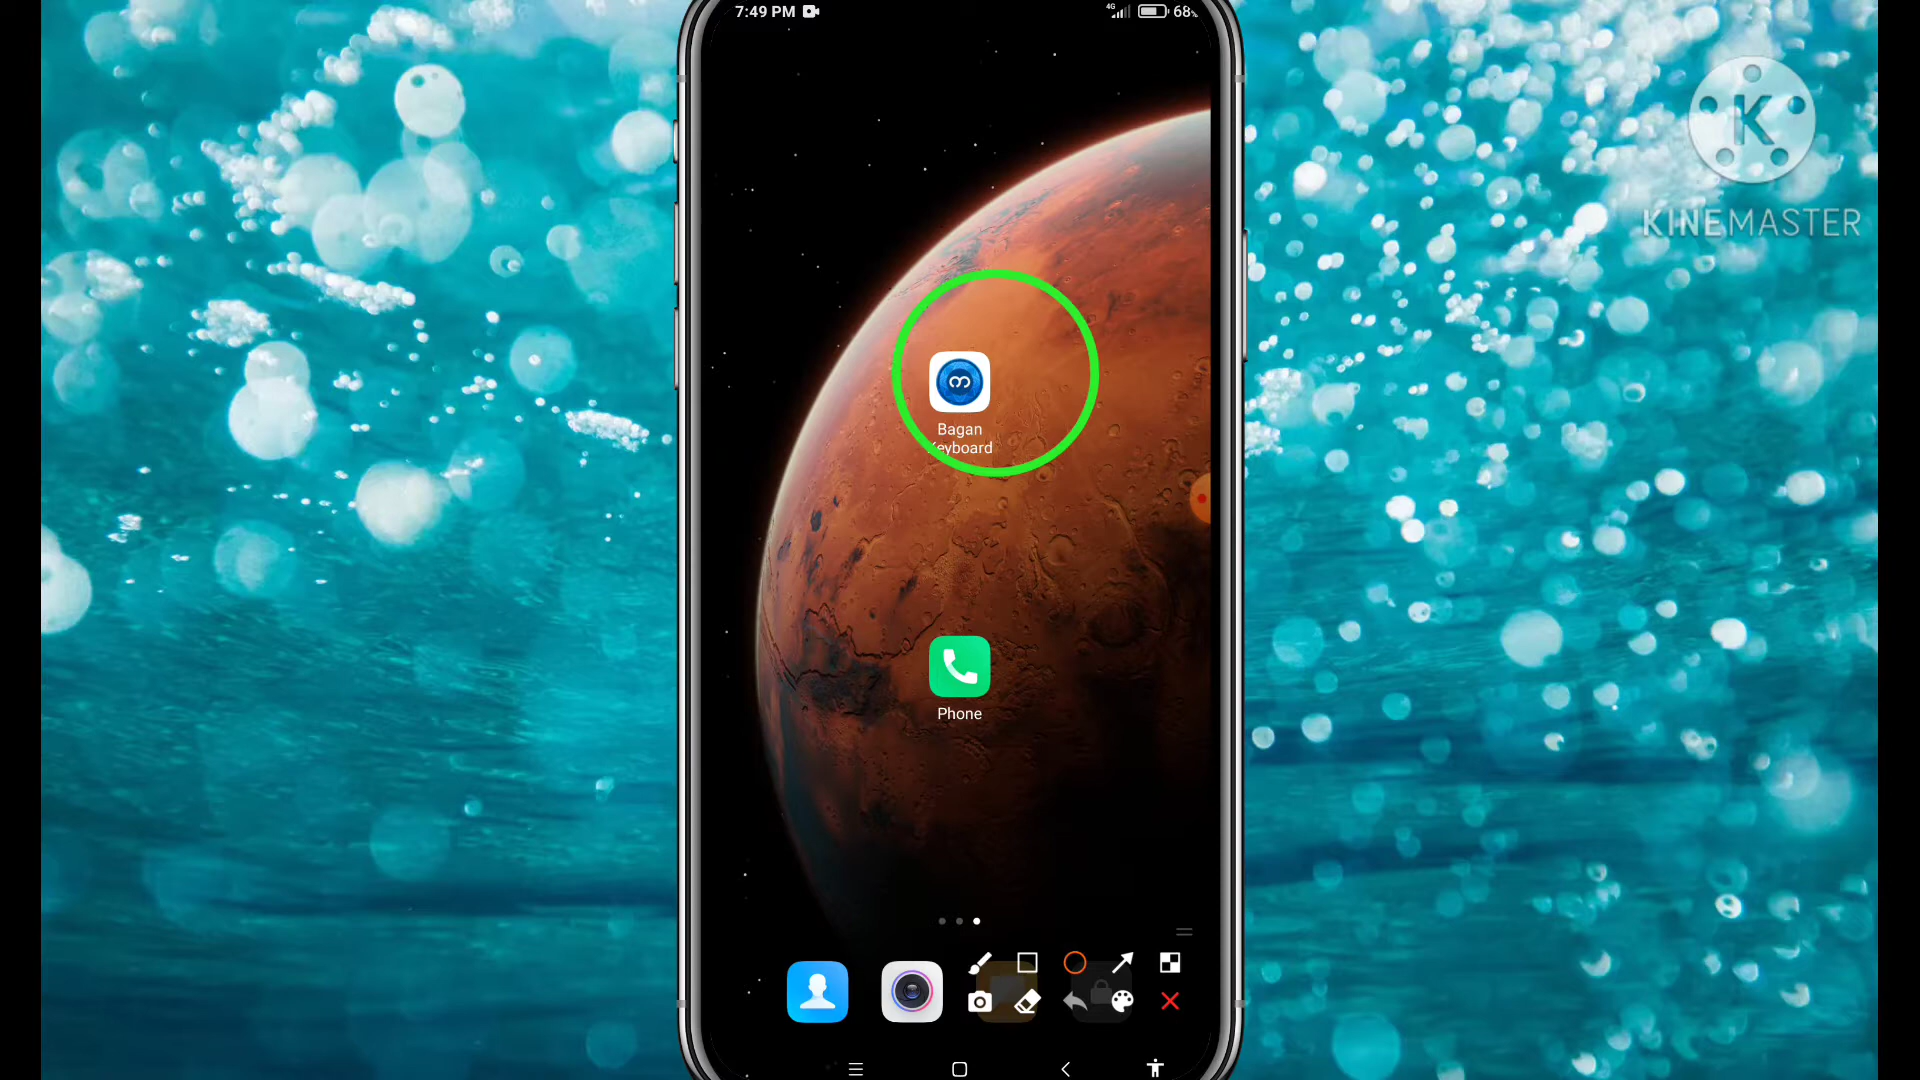 7:49 PM
4G 68%
K
KINEMASTER
Bagan
Keyboard
Phone